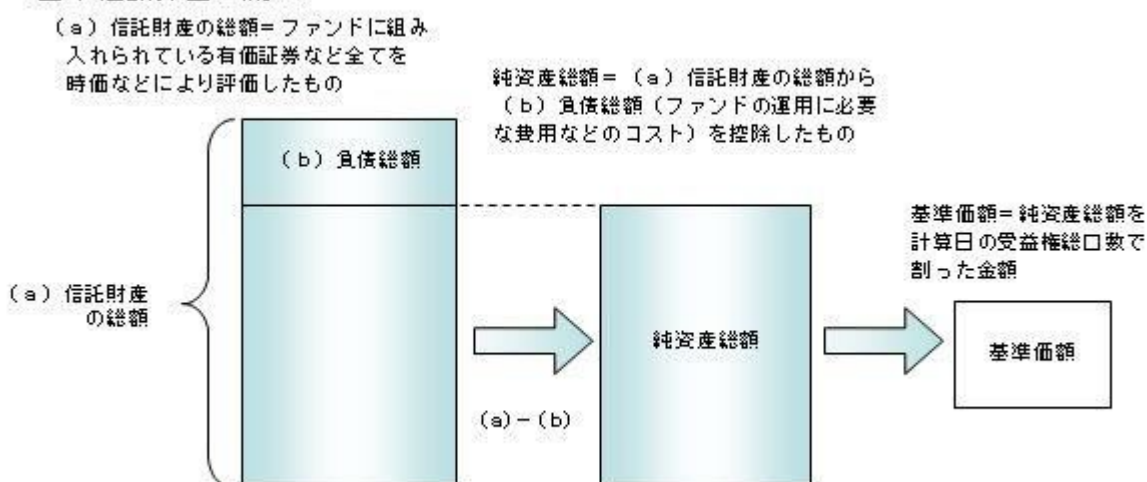 (a)信託財産の総額=ファンドに組み
入れられている有価証券など全てを
時価などにより評価したもの
純資産総額=(a)信託財産の総額から
(b)負債総額(ファンドの運用に必要
な費用などのコスト)を控除したもの
(b)負債総額
基準価額=純資産総額を
計算日の受益権総口数で
割った金額
(a)信託財産
の総額
純資産総額
基準価額
(a)-(b)